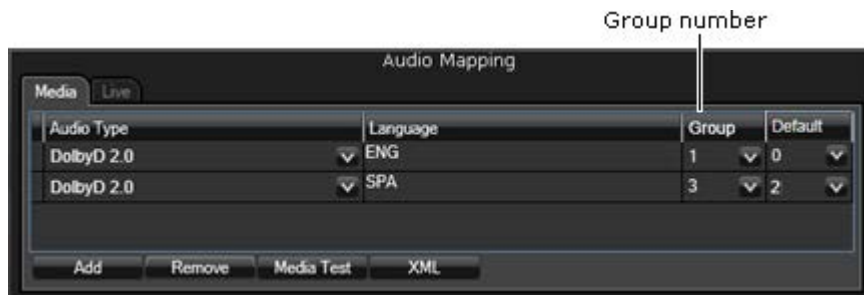 Group number
Audio Mapping
Media Live
Audio Type Language Group Default
DolbyD 2.0 ENG 1 0
DolbyD 2.0 SPA 3 2
Add Remove Media Test XML